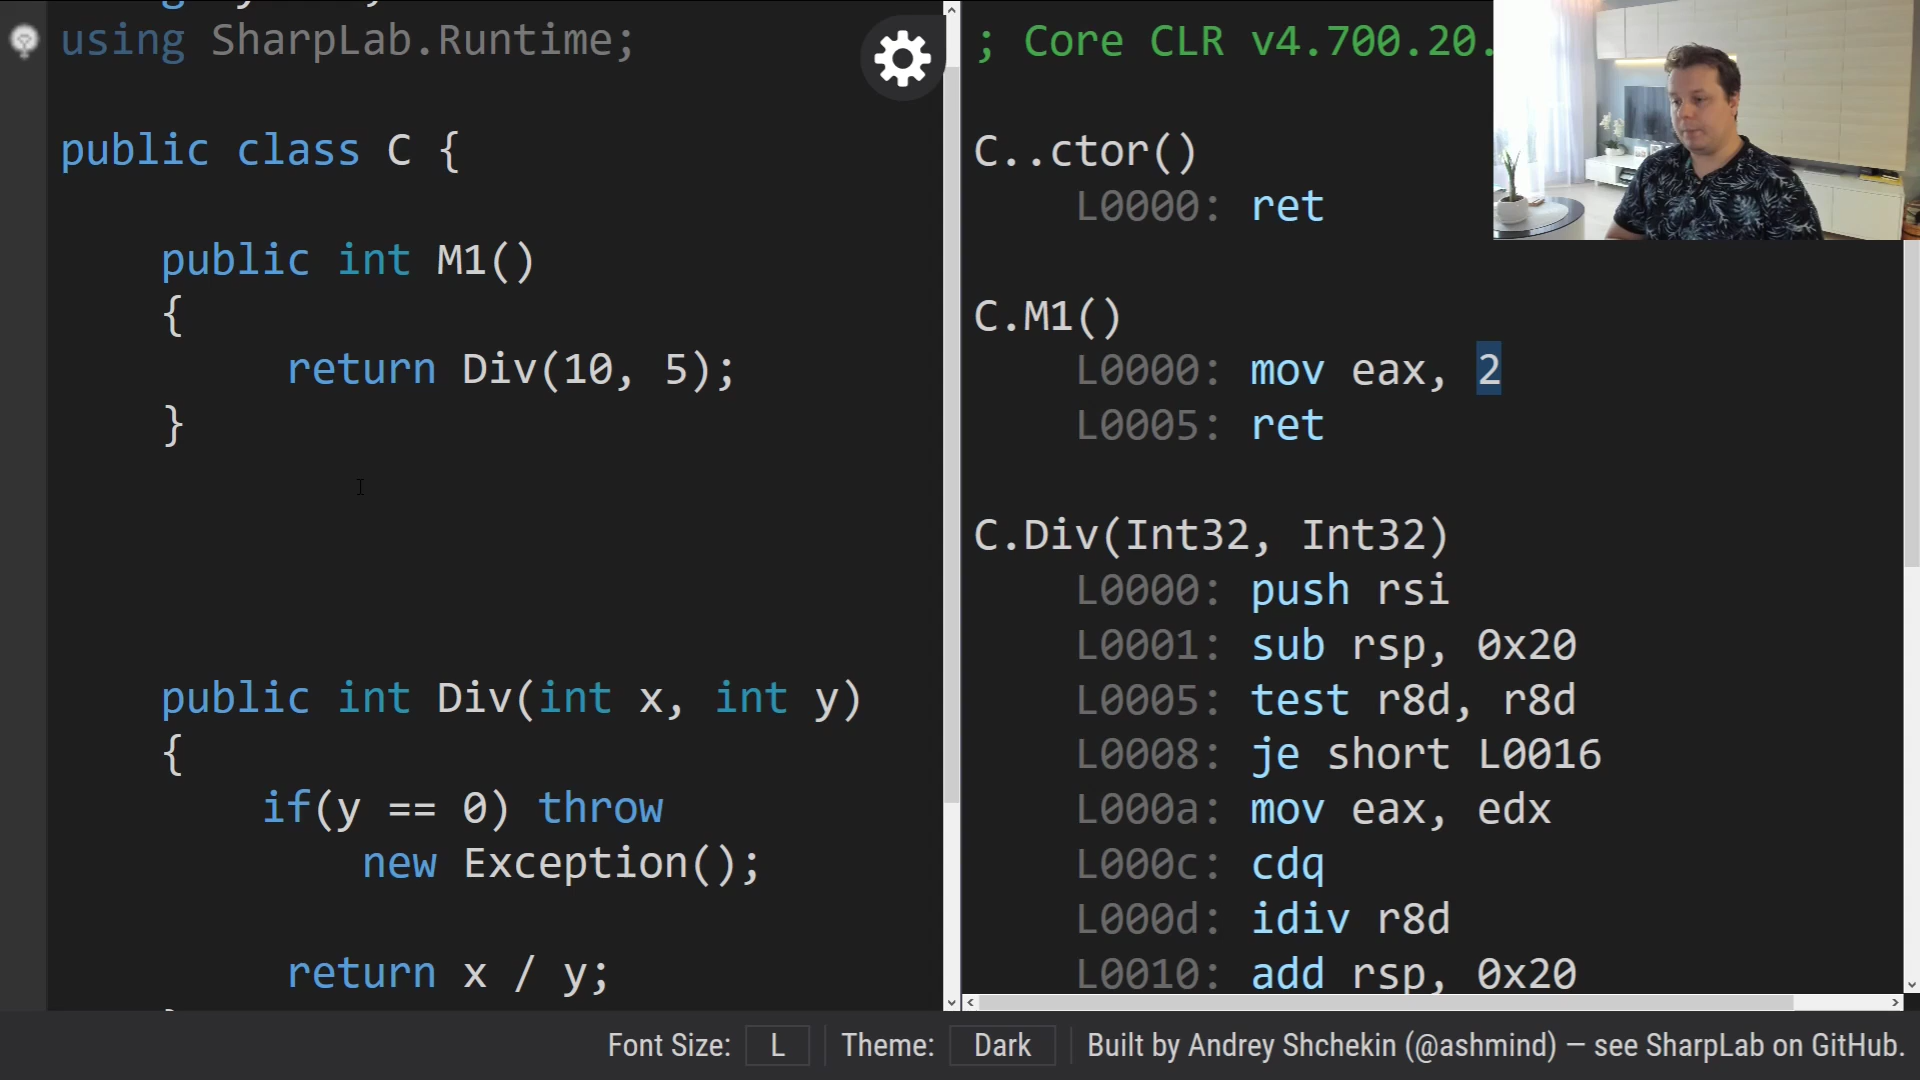 using SharpLab.Runtime;
public class C {
public int M1()
{
return Div(10, 5);
}
public int Div(int x, int y)
{
if(y == 0) throw
new Exception();
return x / y;
; Core CLR v4.700.20.
C..ctor()
L0000: ret
C.M1()
L0000: mov eax, 2
L0005: ret
C.Div(Int32, Int32)
L0000: push rsi
L0001: sub rsp, 0x20
L0005: test r8d, r8d
L0008: je short L0016
L000a: mov eax, edx
L000c: cdq
L000d: idiv r8d
L0010: add rsp, 0x20
Font Size: L Theme: Dark Built by Andrey Shchekin (@ashmind) — see SharpLab on GitHub.